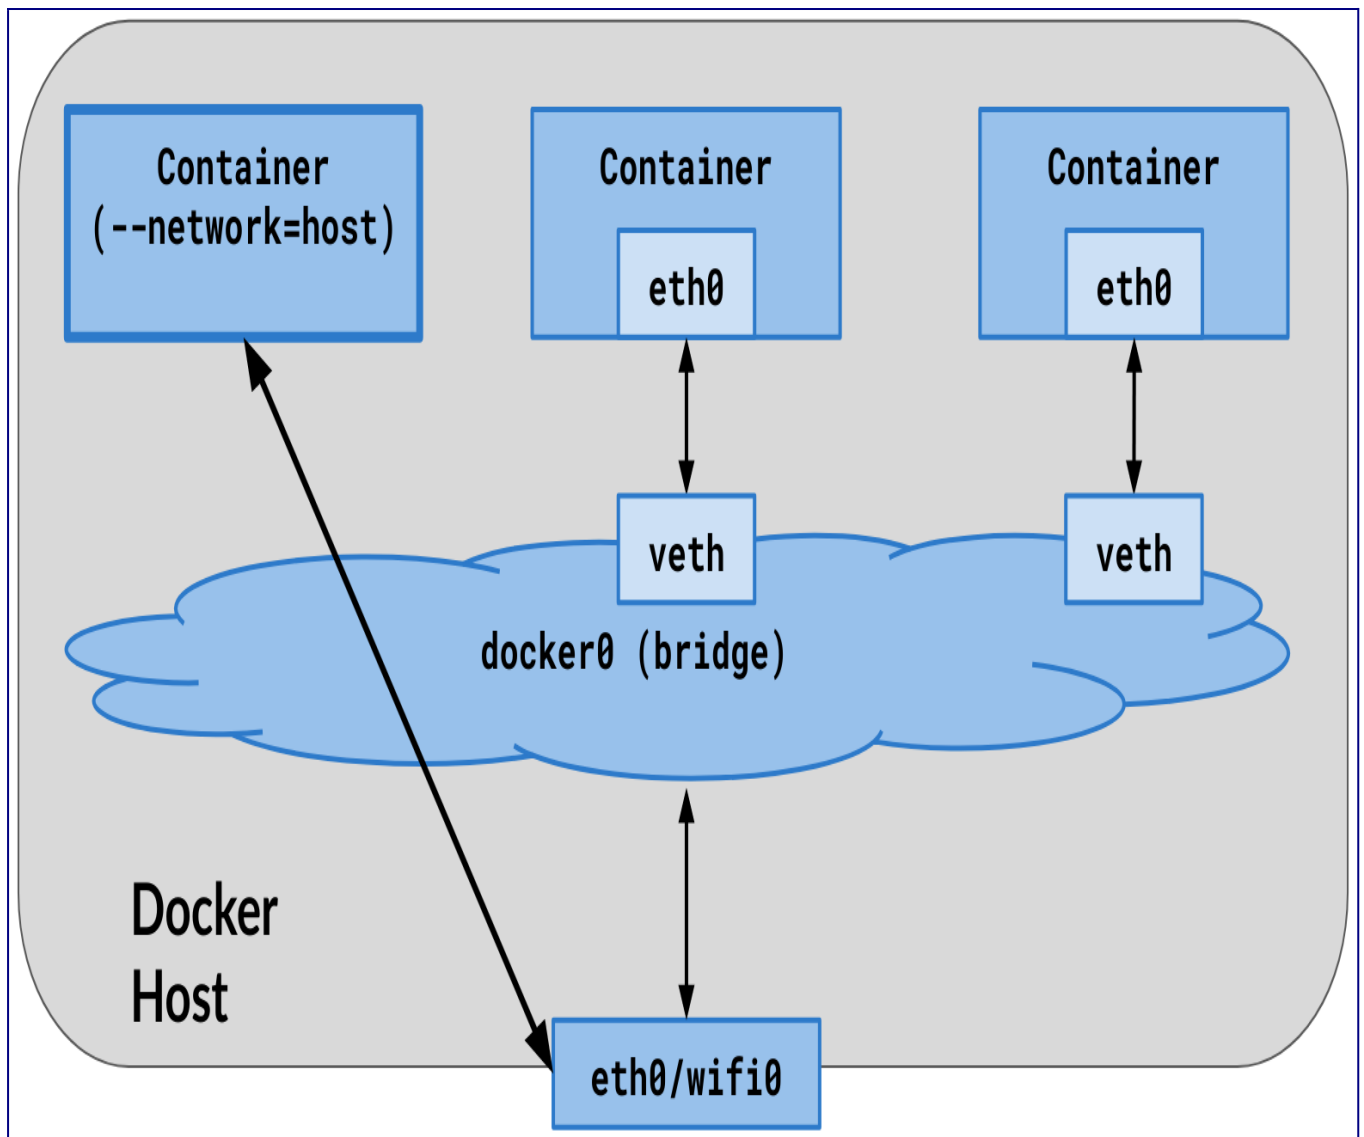 Container
(--network=host)
Container
eth0
Container
eth0
veth
veth
docker0 (bridge)
Docker
Host
eth0/wifi0